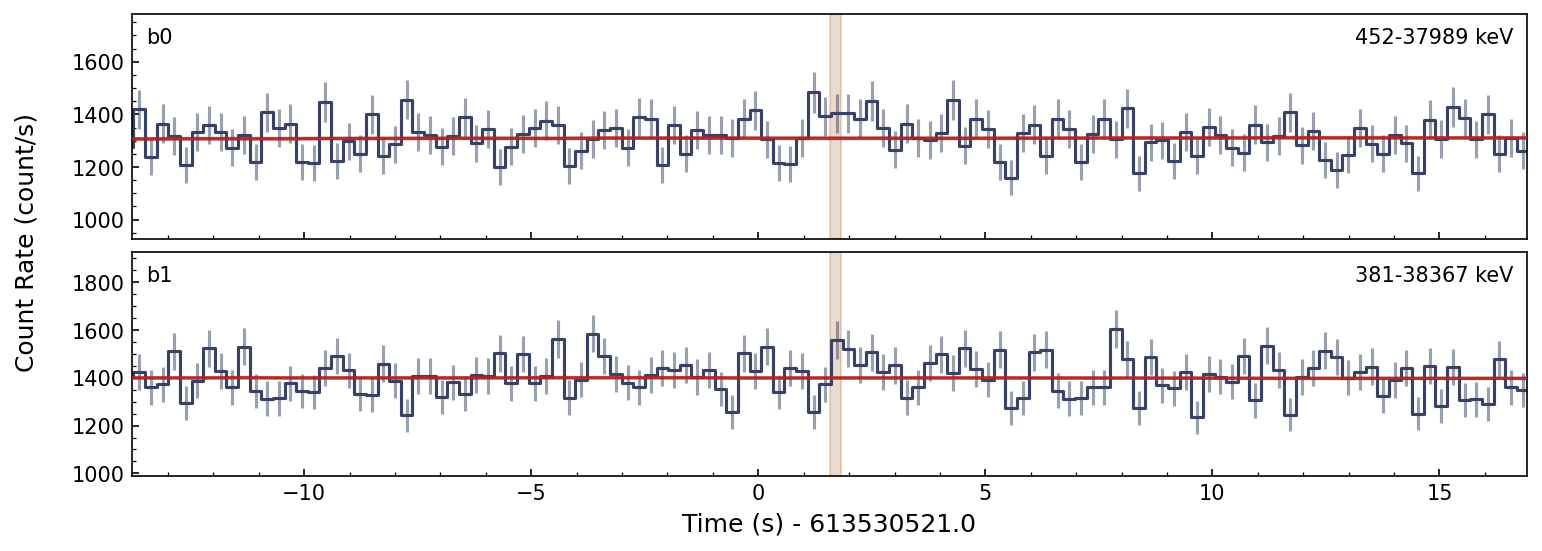 b0
452-37989 keV
1600
1400
1200
1000
b1
381-38367 keV
1800
1600
1400
1200
1000
Count Rate (count/s)
−10
−5
0
5
10
15
Time (s) - 613530521.0